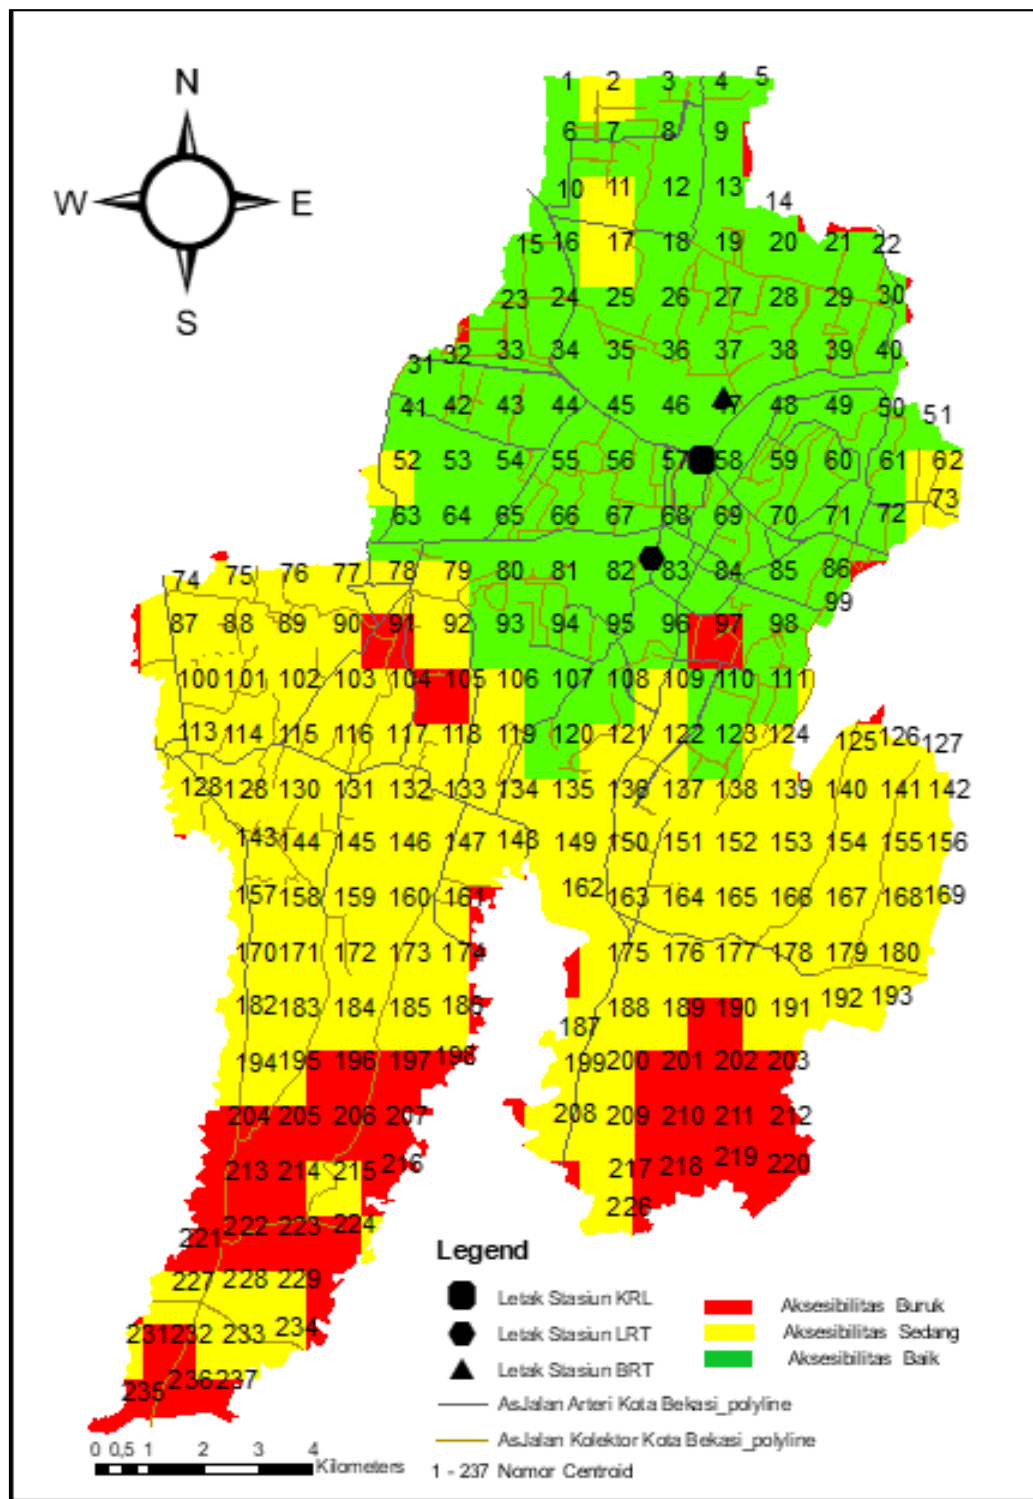 N
W E
S
1 2 3 4 5
6 7 8 9
10 11 12 13
14
15 16 17 18 19 20 21 22
23 24 25 26 27 28 29 30
31 32 33 34 35 36 37 38 39 40
41 42 43 44 45 46 47 48 49 50 51
52 53 54 55 56 57 58 59 60 61 62
63 64 65 66 67 68 69 70 71 72 73
74 75 76 77 78 79 80 81 82 83 84 85 86
87 88 89 90 91 92 93 94 95 96 97 98 99
100 101 102 103 104 105 106 107 108 109 110 111
113 114 115 116 117 118 119 120 121 122 123 124 125 126 127
128 128 130 131 132 133 134 135 136 137 138 139 140 141 142
143 144 145 146 147 148 149 150 151 152 153 154 155 156
157 158 159 160 161 162 163 164 165 166 167 168 169
170 171 172 173 174 175 176 177 178 179 180
182 183 184 185 186 187 188 189 190 191 192 193
194 195 196 197 198 199 200 201 202 203
204 205 206 207 208 209 210 211 212
213 214 215 216 217 218 219 220
221 222 223 224 226
227 228 229
231 232 233 234
235 236 237
Legend
Letak Stasiun KRL
Letak Stasiun LRT
Letak Stasiun BRT
AsJalan Arteri Kota Bekasi_polyline
AsJalan Kolektor Kota Bekasi_polyline
1 - 237 Nomor Centroid
Aksesibilitas Buruk
Aksesibilitas Sedang
Aksesibilitas Baik
0 0,5 1 2 3 4
Kilometers